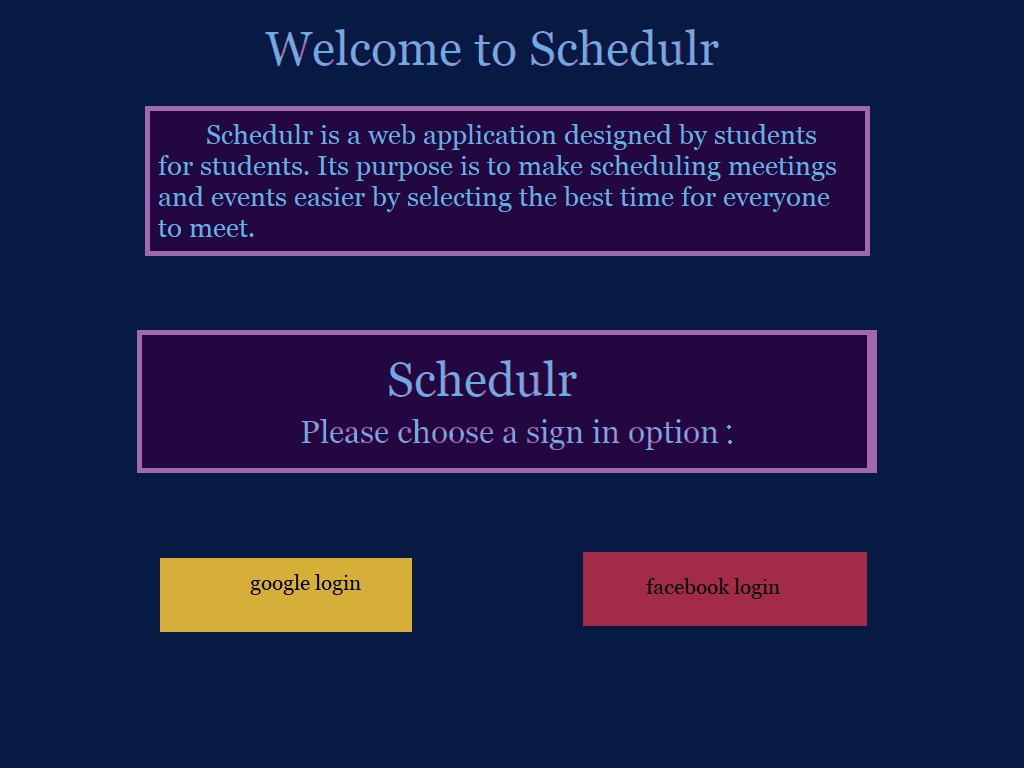 Welcome to Schedulr
Schedulr is a web application designed by students
for students. Its purpose is to make scheduling meetings
and events easier by selecting the best time for everyone
to meet.
Schedulr
Please choose a sign in option :
google login
facebook login